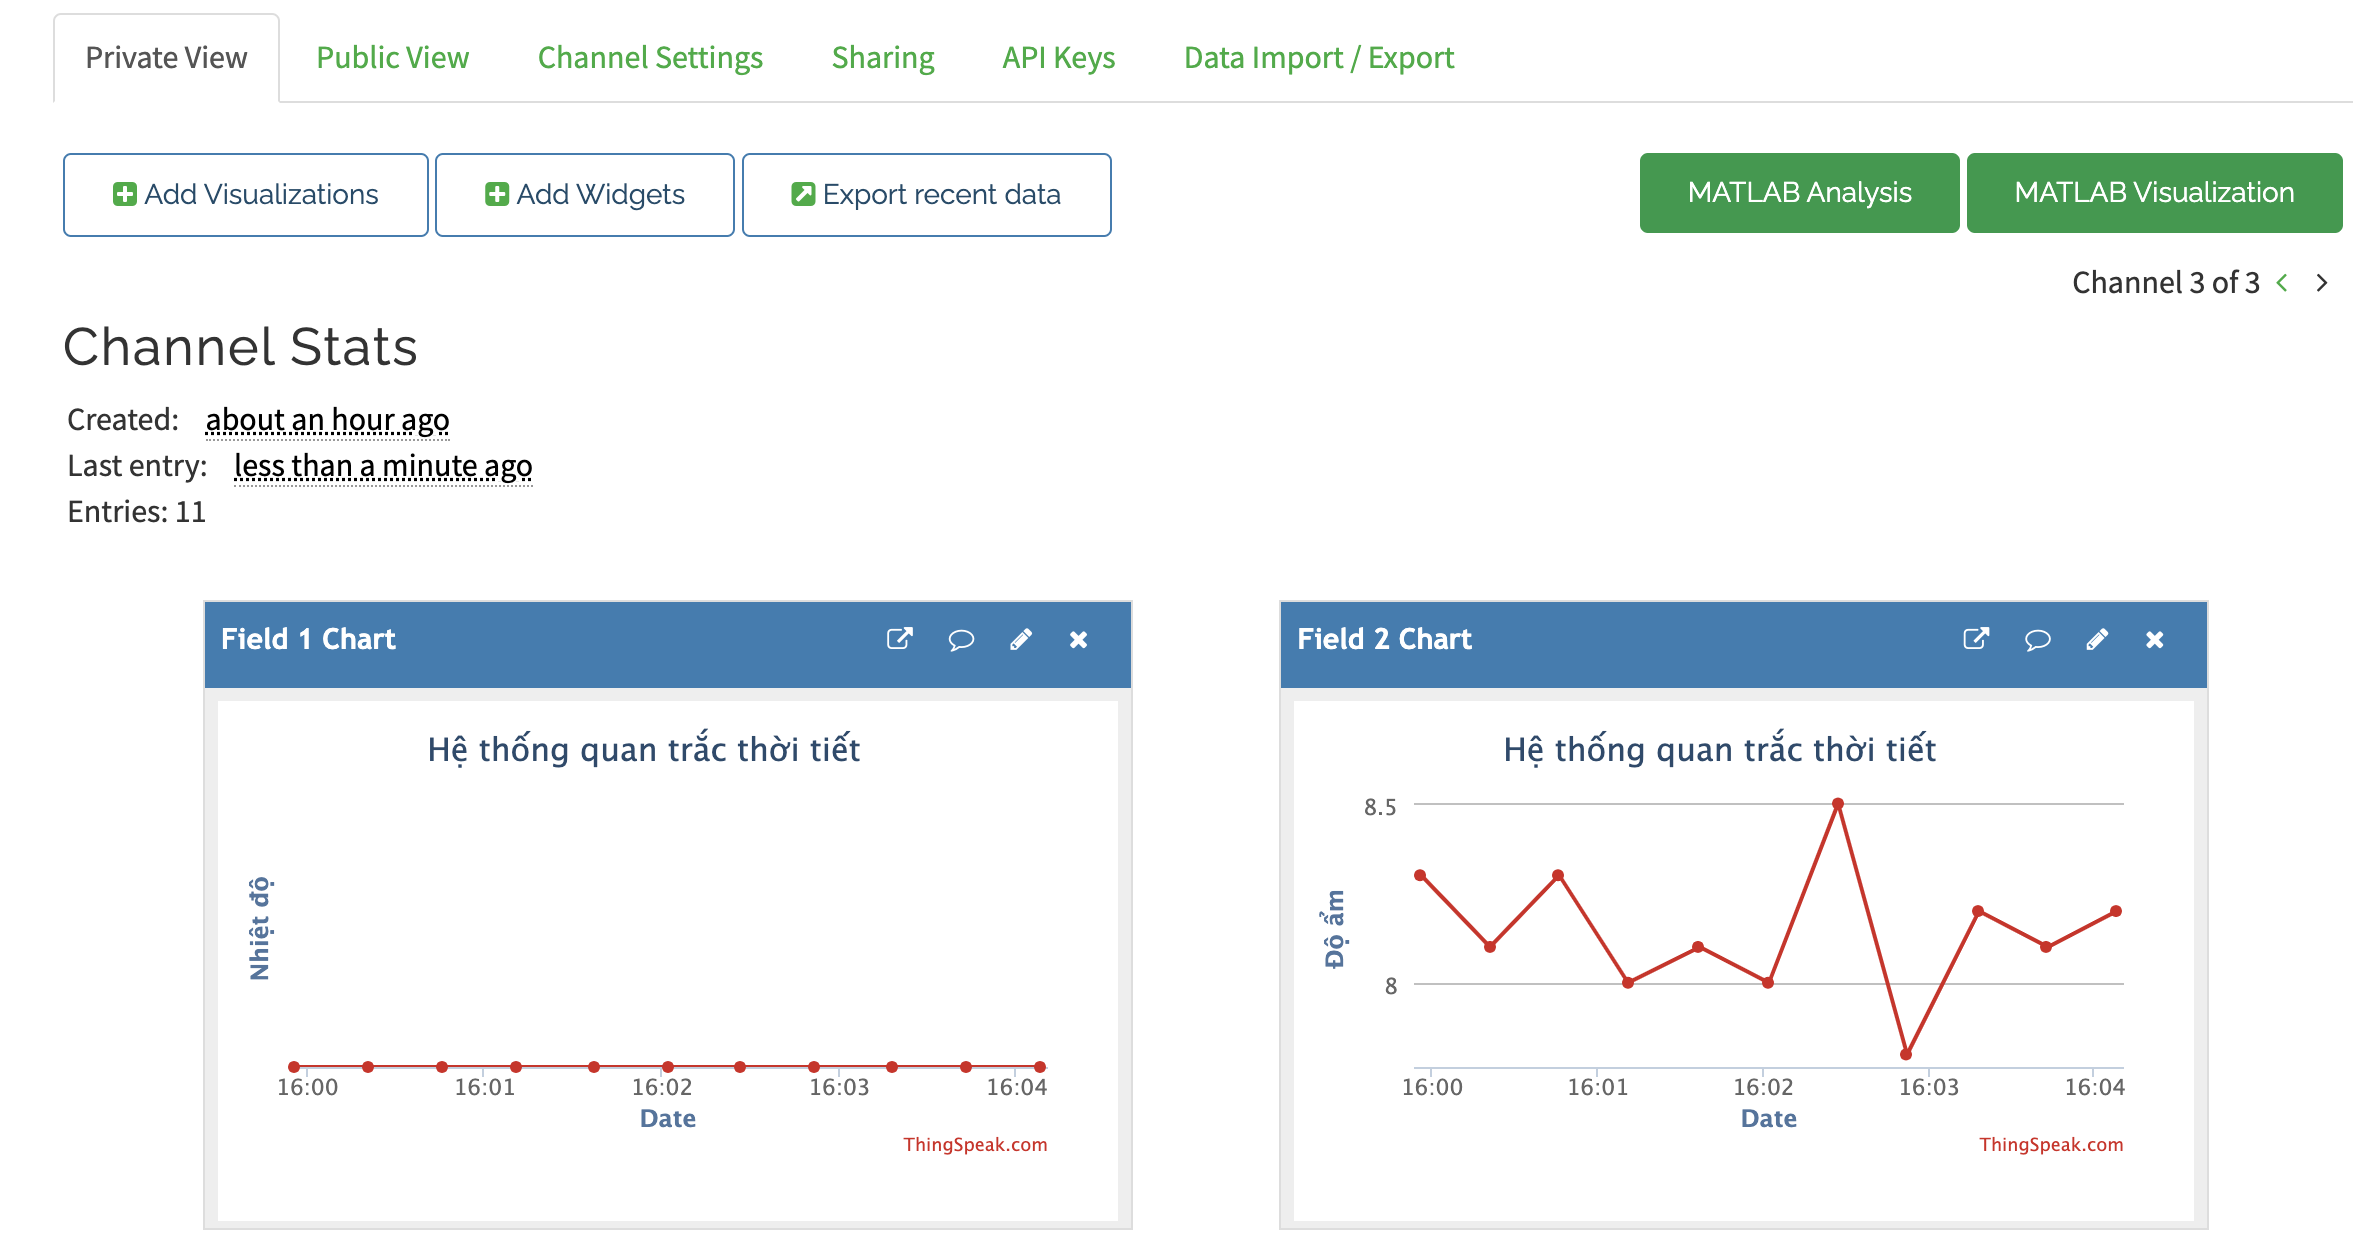 Private View Public View Channel Settings Sharing API Keys Data Import / Export
Add Visualizations Add Widgets Export recent data MATLAB Analysis MATLAB Visualization
Channel 3 of 3
Channel Stats
Created: about an hour ago
Last entry: less than a minute ago
Entries: 11
Field 1 Chart
Hệ thống quan trắc thời tiết
Nhiệt độ
16:00 16:01 16:02 16:03 16:04
Date
ThingSpeak.com
Field 2 Chart
Hệ thống quan trắc thời tiết
Độ ẩm
8.5
8
16:00 16:01 16:02 16:03 16:04
Date
ThingSpeak.com